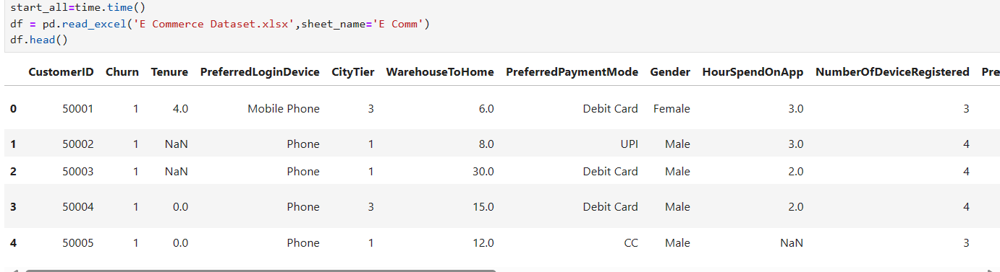 start_all=time.time()
df = pd.read_excel('E Commerce Dataset.xlsx',sheet_name='E Comm')
df.head()
CustomerID Churn Tenure PreferredLoginDevice CityTier WarehouseToHome PreferredPaymentMode Gender HourSpendOnApp NumberOfDeviceRegistered Pre
0 50001 1 4.0 Mobile Phone 3 6.0 Debit Card Female 3.0 3
1 50002 1 NaN Phone 1 8.0 UPI Male 3.0 4
2 50003 1 NaN Phone 1 30.0 Debit Card Male 2.0 4
3 50004 1 0.0 Phone 3 15.0 Debit Card Male 2.0 4
4 50005 1 0.0 Phone 1 12.0 CC Male NaN 3